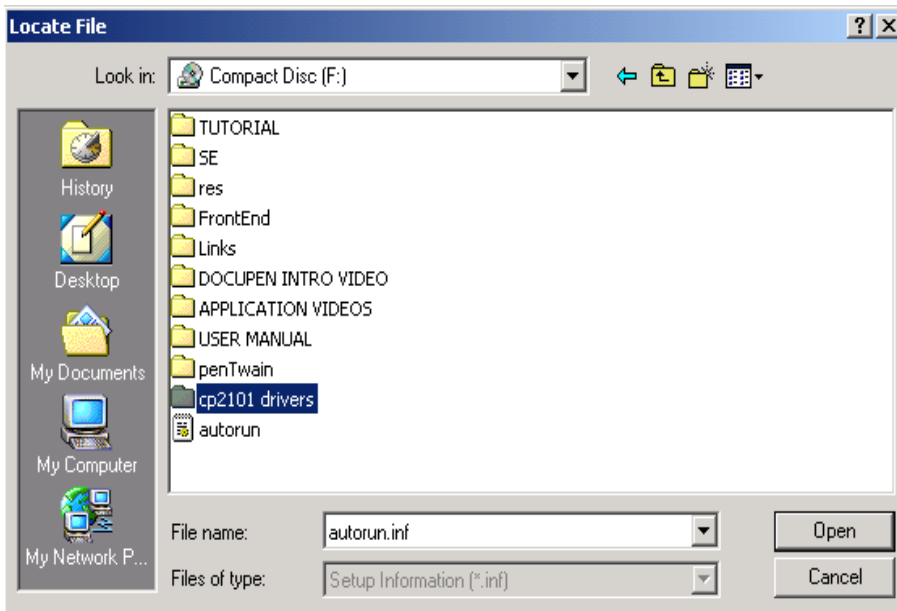 Locate File
Look in: Compact Disc (F:)
History
Desktop
My Documents
My Computer
My Network P...
TUTORIAL
SE
res
FrontEnd
Links
DOCUPEN INTRO VIDEO
APPLICATION VIDEOS
USER MANUAL
penTwain
cp2101 drivers
autorun
File name: autorun.inf Open
Files of type: Setup Information (*.inf) Cancel